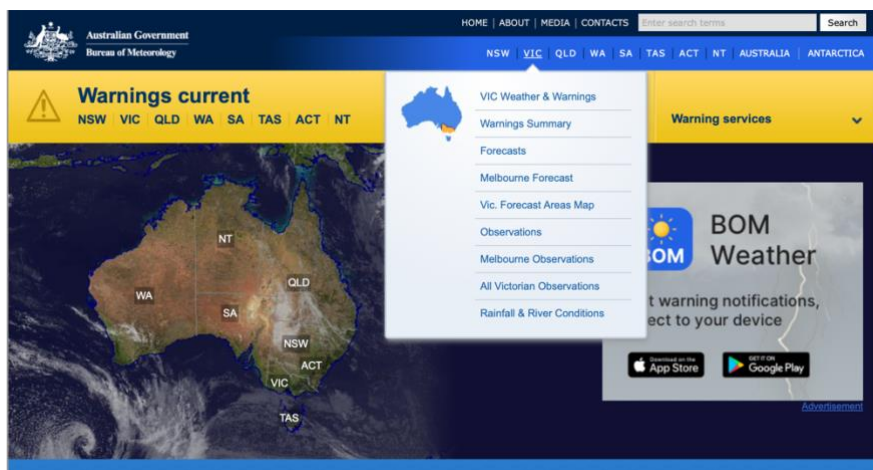 Australian Government
Bureau of Meteorology
HOME | ABOUT | MEDIA | CONTACTS
Enter search terms
Search
NSW | VIC | QLD | WA | SA | TAS | ACT | NT | AUSTRALIA | ANTARCTICA
Warnings current
NSW | VIC | QLD | WA | SA | TAS | ACT | NT
VIC Weather & Warnings
Warnings Summary
Forecasts
Melbourne Forecast
Vic. Forecast Areas Map
Observations
Melbourne Observations
All Victorian Observations
Rainfall & River Conditions
Warning services
NT
QLD
WA
SA
NSW
ACT
VIC
TAS
BOM
BOM
Weather
warning notifications,
to your device
Download on the
App Store
GET IT ON
Google Play
Advertisement